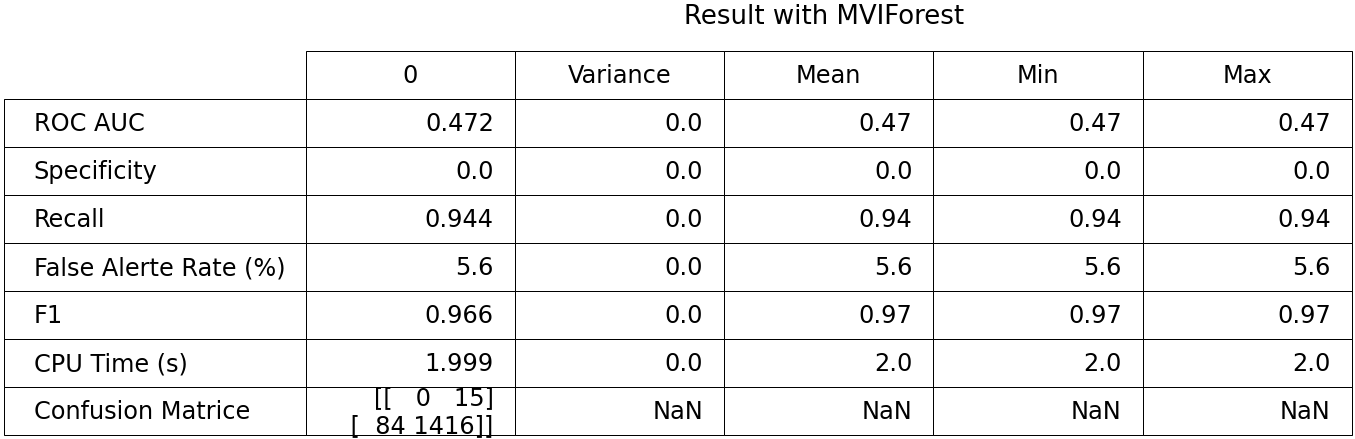 Result with MVIForest
0 Variance Mean Min Max
ROC AUC 0.472 0.0 0.47 0.47 0.47
Specificity 0.0 0.0 0.0 0.0 0.0
Recall 0.944 0.0 0.94 0.94 0.94
False Alerte Rate (%) 5.6 0.0 5.6 5.6 5.6
F1 0.966 0.0 0.97 0.97 0.97
CPU Time (s) 1.999 0.0 2.0 2.0 2.0
Confusion Matrice [[ 0 15] NaN NaN NaN NaN
[ 84 1416]]